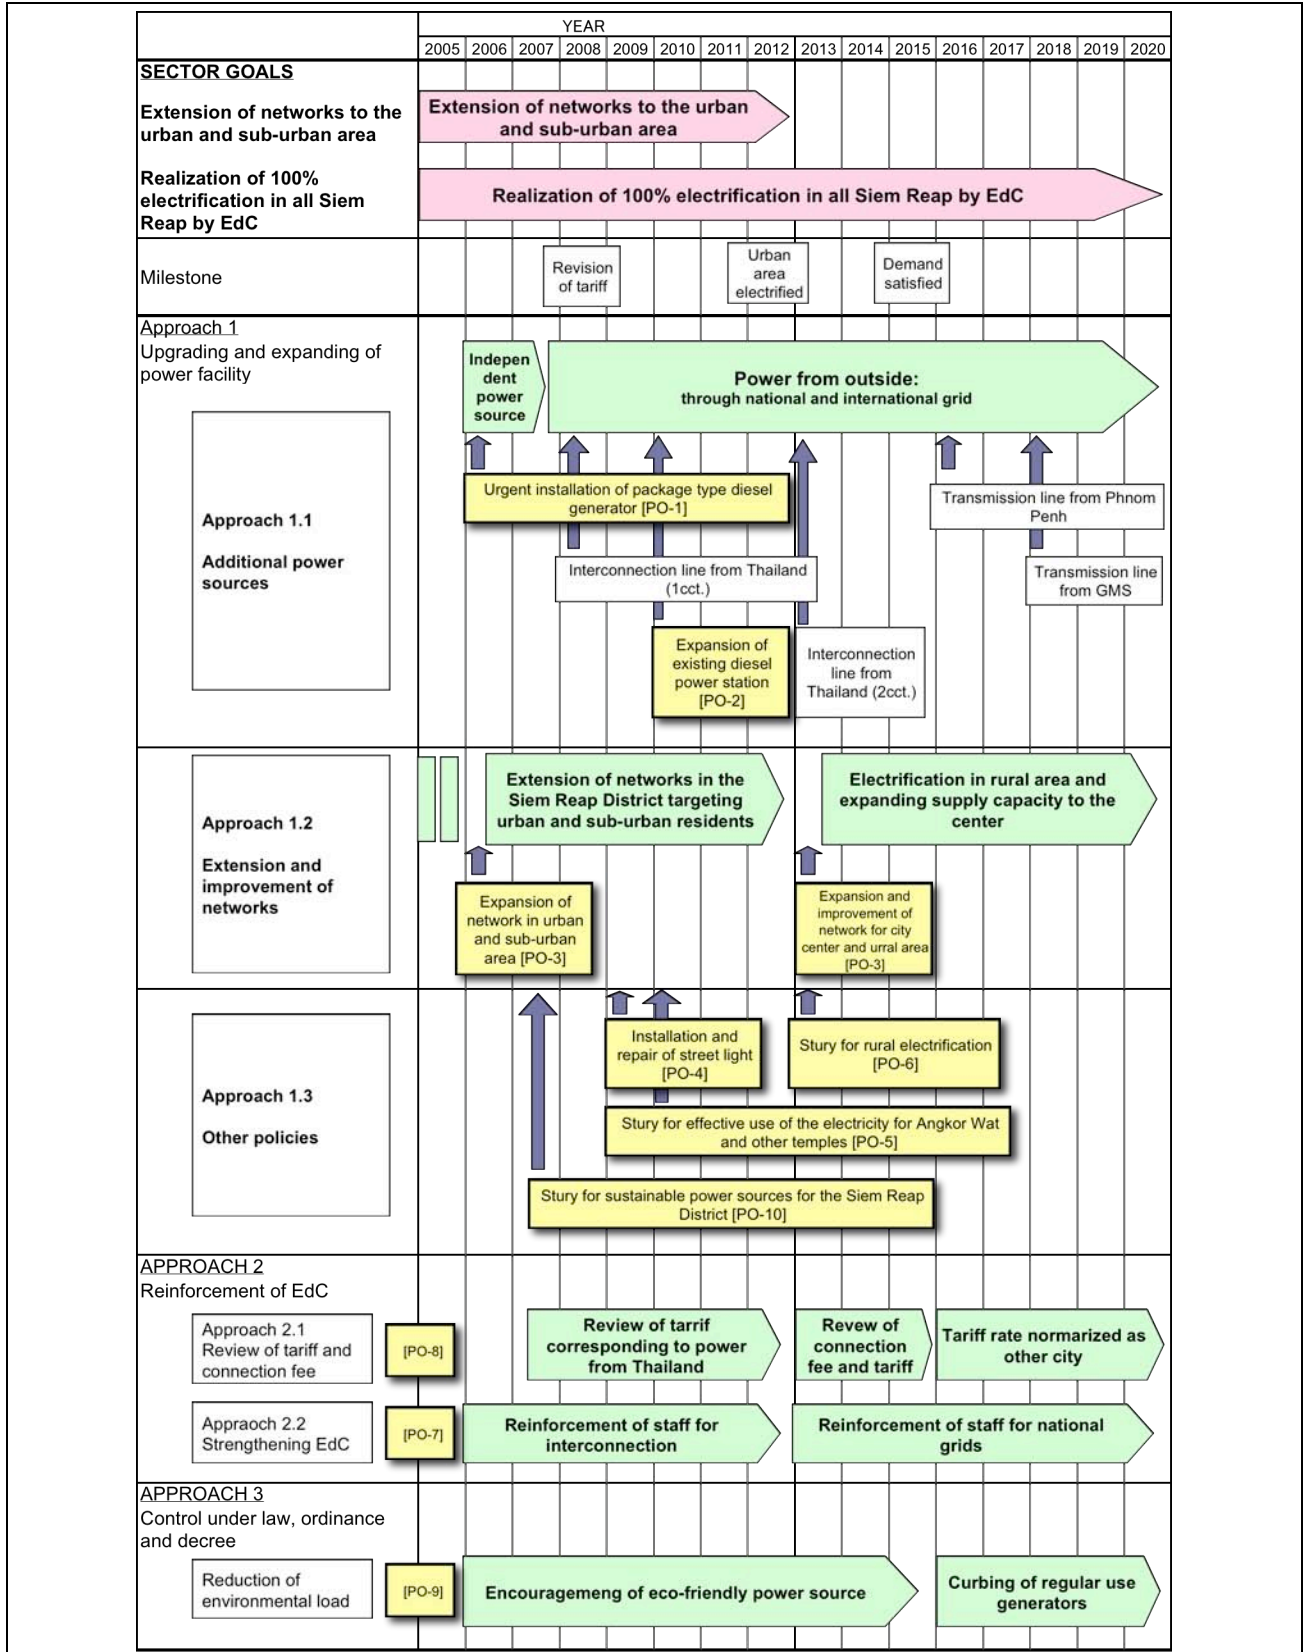 YEAR
2005 2006 2007 2008 2009 2010 2011 2012 2013 2014 2015 2016 2017 2018 2019 2020
SECTOR GOALS
Extension of networks to the
urban and sub-urban area
Extension of networks to the urban
and sub-urban area
Realization of 100%
electrification in all Siem
Reap by EdC
Realization of 100% electrification in all Siem Reap by EdC
Milestone
Revision
of tariff
Urban
area
electrified
Demand
satisfied
Approach 1
Upgrading and expanding of
power facility
Indepen
dent
power
source
Power from outside:
through national and international grid
Approach 1.1
Additional power
sources
Urgent installation of package type diesel
generator [PO-1]
Transmission line from Phnom
Penh
Interconnection line from Thailand
(1cct.)
Transmission line
from GMS
Expansion of
existing diesel
power station
[PO-2]
Interconnection
line from
Thailand (2cct.)
Approach 1.2
Extension and
improvement of
networks
Extension of networks in the
Siem Reap District targeting
urban and sub-urban residents
Electrification in rural area and
expanding supply capacity to the
center
Expansion of
network in urban
and sub-urban
area [PO-3]
Expansion and
improvement of
network for city
center and urral area
[PO-3]
Approach 1.3
Other policies
Installation and
repair of street light
[PO-4]
Stury for rural electrification
[PO-6]
Stury for effective use of the electricity for Angkor Wat
and other temples [PO-5]
Stury for sustainable power sources for the Siem Reap
District [PO-10]
APPROACH 2
Reinforcement of EdC
Approach 2.1
Review of tariff and
connection fee
[PO-8]
Review of tarrif
corresponding to power
from Thailand
Revew of
connection
fee and tariff
Tariff rate normarized as
other city
Appraoch 2.2
Strengthening EdC
[PO-7]
Reinforcement of staff for
interconnection
Reinforcement of staff for national
grids
APPROACH 3
Control under law, ordinance
and decree
Reduction of
environmental load
[PO-9]
Encouragemeng of eco-friendly power source
Curbing of regular use
generators